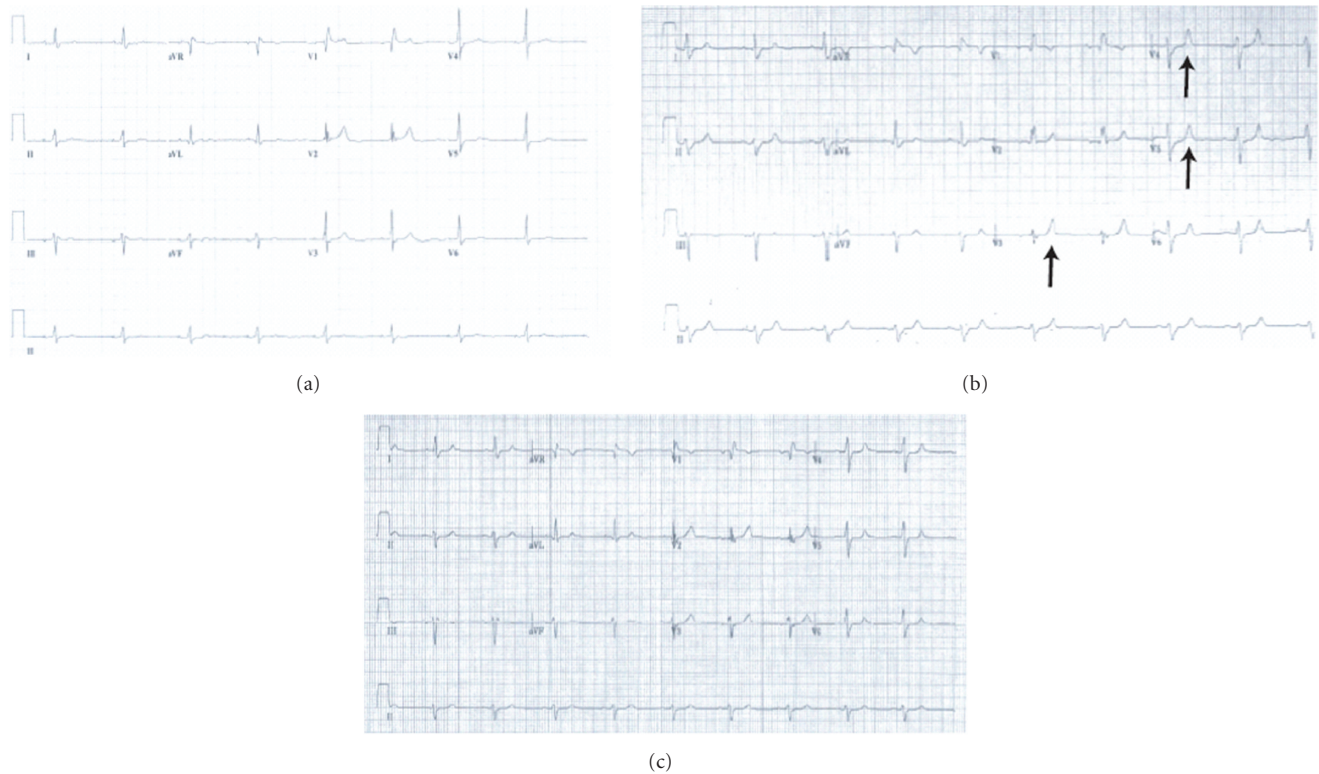 I aVR V1 V4
II aVL V2 V5
III aVF V3 V6
II
(a)
I aVR V1 V4
II aVL V2 V5
III aVF V3 V6
II
(b)
I aVR V1 V4
II aVL V2 V5
III aVF V3 V6
II
(c)